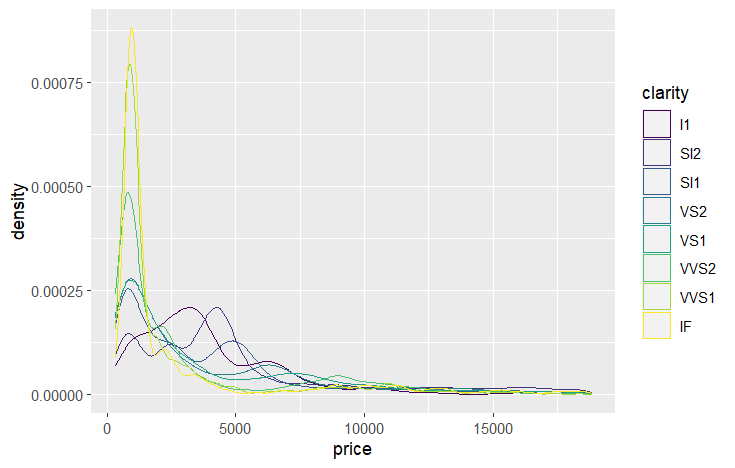 0.00075
0.00050
0.00025
0.00000
density
0
5000
10000
15000
price
clarity
I1
SI2
SI1
VS2
VS1
VVS2
VVS1
IF